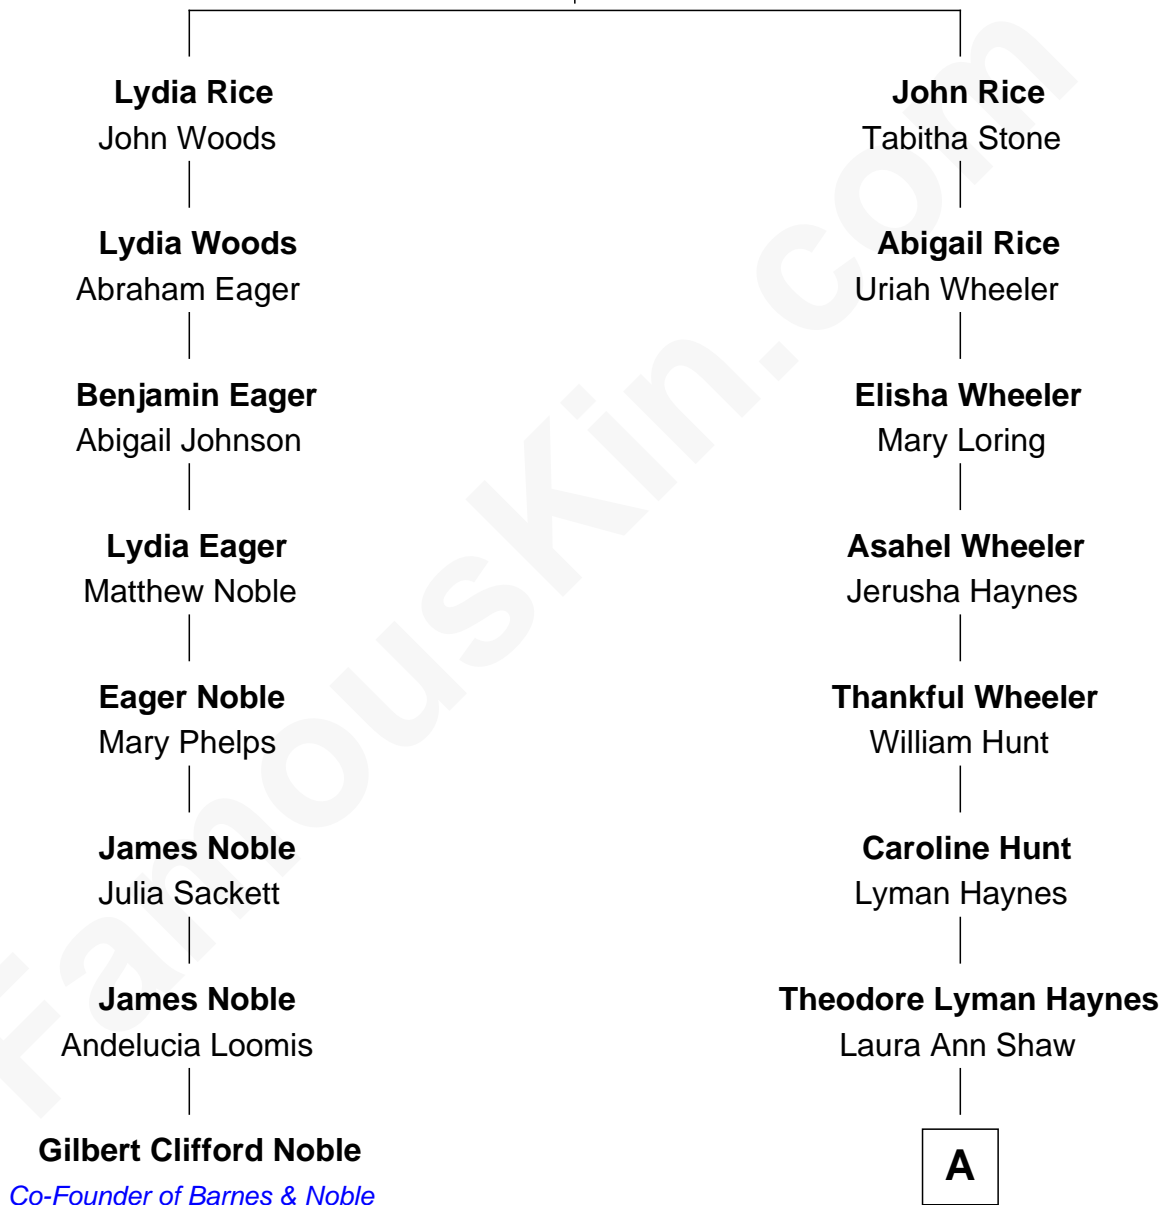 Lydia Rice
John Woods
John Rice
Tabitha Stone
Lydia Woods
Abraham Eager
Abigail Rice
Uriah Wheeler
Benjamin Eager
Abigail Johnson
Elisha Wheeler
Mary Loring
Lydia Eager
Matthew Noble
Asahel Wheeler
Jerusha Haynes
Eager Noble
Mary Phelps
Thankful Wheeler
William Hunt
James Noble
Julia Sackett
Caroline Hunt
Lyman Haynes
James Noble
Andelucia Loomis
Theodore Lyman Haynes
Laura Ann Shaw
Gilbert Clifford Noble
Co-Founder of Barnes & Noble
A
FamousKin.com